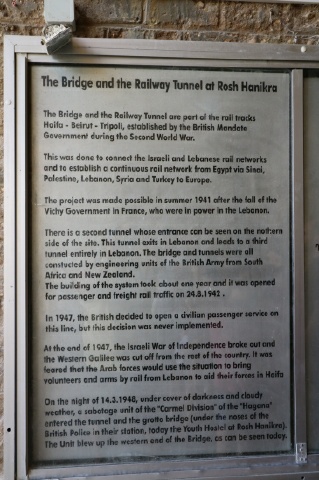 The Bridge and the Railway Tunnel at Rosh Hanikra
The Bridge and the Railway Tunnel are part of the rail tracks
Haifa - Beirut - Tripoli, established by the British Mandate
Government during the Second World War.
This was done to connect the Israeli and Lebanese rail networks
and to establish a continuous rail network from Egypt via Sinai,
Palestine, Lebanon, Syria and Turkey to Europe.
The project was made possible in summer 1941 after the fall of the
Vichy Government in France, who were in power in the Lebanon.
There is a second tunnel whose entrance can be seen on the nothern
side of the site. This tunnel exits in Lebanon and leads to a third
tunnel entirely in Lebanon. The bridge and tunnels were all
constucted by engineering units of the British Army from South
Africa and New Zealand.
The building of the system took about one year and it was opened
for passenger and freight rail traffic on 24.8.1942 .
In 1947, the British decided to open a civilian passenger service on
this line, but this decision was never implemented.
At the end of 1947, the Israeli War of Independence broke out and
the Western Galilee was cut off from the rest of the country. It was
feared that the Arab forces would use the situation to bring
volunteers and arms by rail from Lebanon to aid their forces in Haifa
On the night of 14.3.1948, under cover of darkness and cloudy
weather, a sabotage unit of the "Carmel Division" of the "Hagana"
entered the tunnel and the grotto bridge (under the noses of the
British Police in their station, today the Youth Hostel at Rosh Hanikra).
The Unit blew up the western end of the Bridge, as can be seen today.